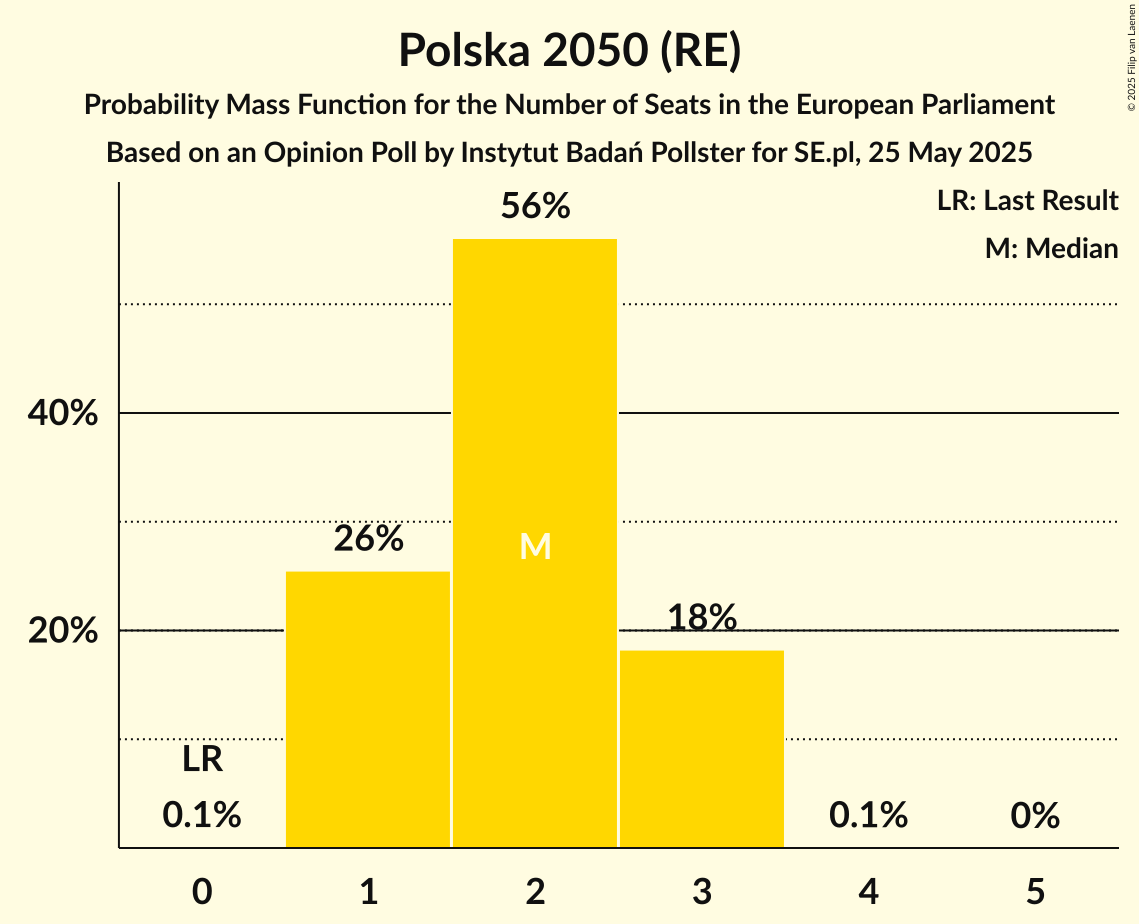 Polska 2050 (RE)
Probability Mass Function for the Number of Seats in the European Parliament
Based on an Opinion Poll by Instytut Badań Pollster for SE.pl, 25 May 2025
© 2025 Filip van Laenen
LR: Last Result
M: Median
56%
40%
26%
M
20%
18%
LR
0.1%
0.1%
0%
0 1 2 3 4 5